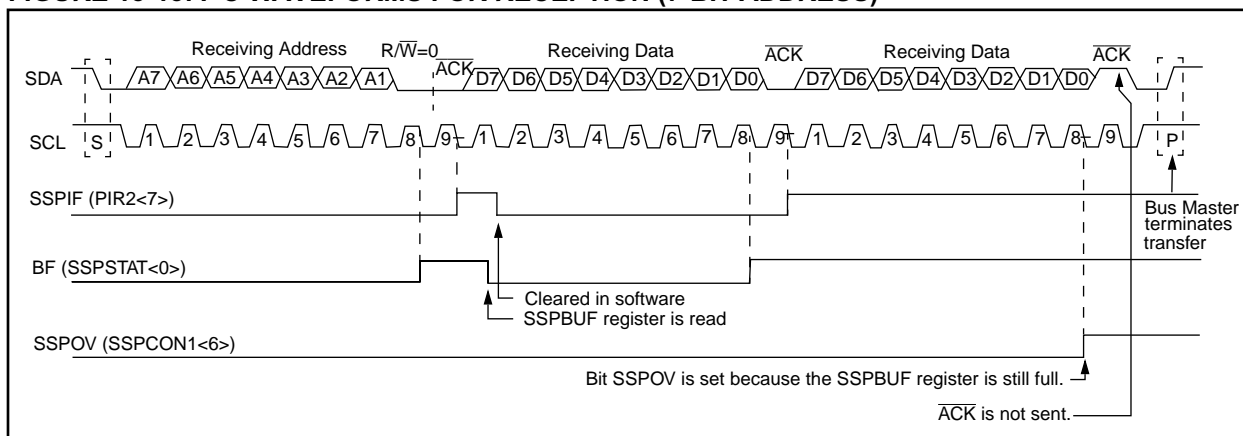 Receiving Address R/W̅=0 Receiving Data Receiving Data
A̅C̅K̅ A̅C̅K̅ A̅C̅K̅
SDA A7 A6 A5 A4 A3 A2 A1 D7 D6 D5 D4 D3 D2 D1 D0 D7 D6 D5 D4 D3 D2 D1 D0
SCL S 1 2 3 4 5 6 7 8 9 1 2 3 4 5 6 7 8 9 1 2 3 4 5 6 7 8 9 P
SSPIF (PIR2<7>)
Bus Master
terminates
transfer
BF (SSPSTAT<0>)
Cleared in software
SSPBUF register is read
SSPOV (SSPCON1<6>)
Bit SSPOV is set because the SSPBUF register is still full.
A̅C̅K̅ is not sent.